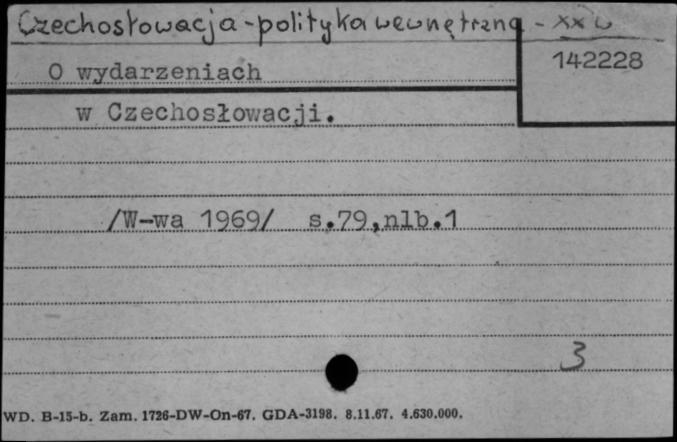 Czechosłowacja - polityka wewnętrzna - XX w
142228
O wydarzeniach
w Czechosłowacji.
/W-wa 1969/ s.79,nlb.1
3
WD. B-15-b. Zam. 1726-DW-On-67. GDA-3198. 8.11.67. 4.630.000.